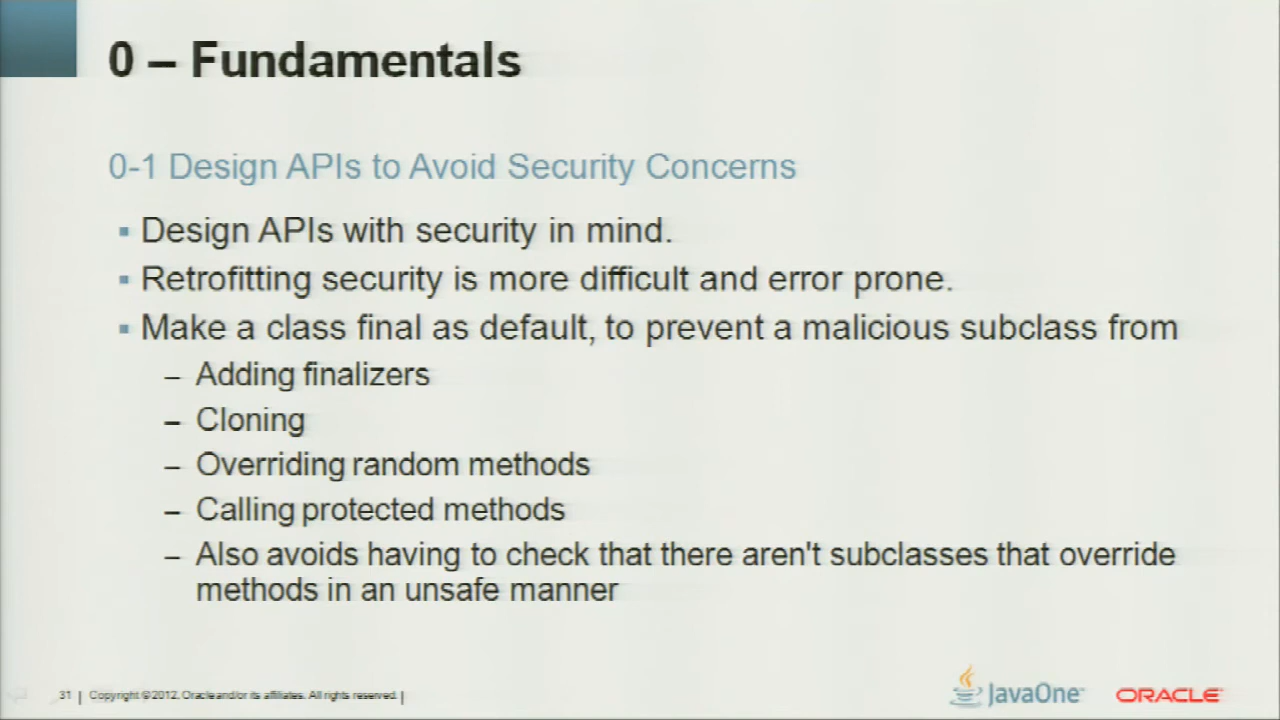 0 – Fundamentals
0-1 Design APIs to Avoid Security Concerns
▪ Design APIs with security in mind.
▪ Retrofitting security is more difficult and error prone.
▪ Make a class final as default, to prevent a malicious subclass from
– Adding finalizers
– Cloning
– Overriding random methods
– Calling protected methods
– Also avoids having to check that there aren't subclasses that override
methods in an unsafe manner
31 | Copyright © 2012, Oracle and/or its affiliates. All rights reserved. |
JavaOne™
ORACLE®